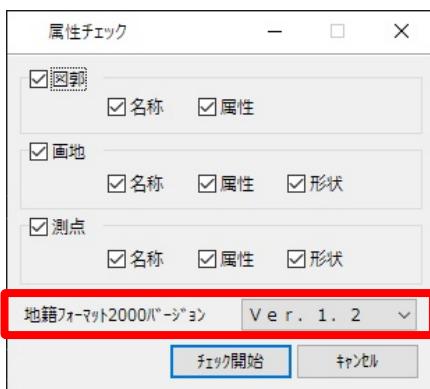 属性チェック
図郭
名称 属性
画地
名称 属性 形状
測点
名称 属性 形状
地籍ﾌｫｰﾏｯﾄ2000ﾊﾞｰｼﾞｮﾝ Ｖｅｒ．１．２
ﾁｪｯｸ開始 ｷｬﾝｾﾙ